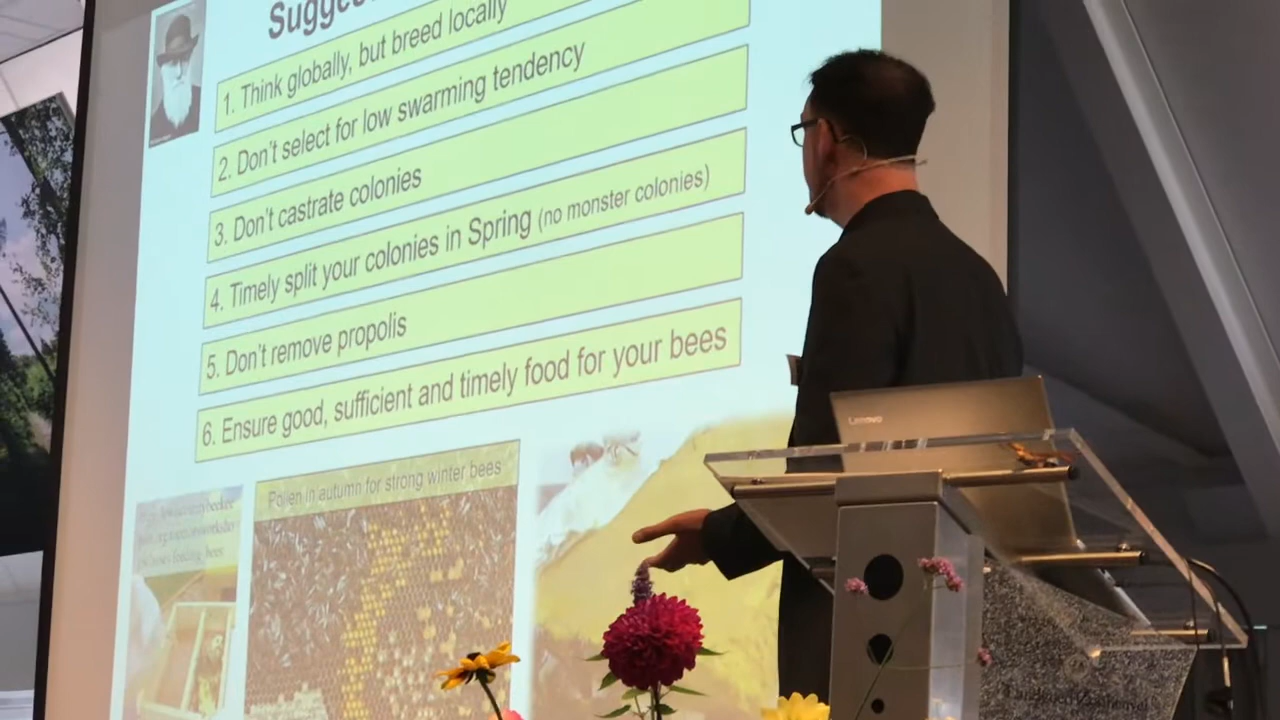 1. Think globally, but breed locally
2. Don't select for low swarming tendency
3. Don't castrate colonies
4. Timely split your colonies in Spring (no monster colonies)
5. Don't remove propolis
6. Ensure good, sufficient and timely food for your bees
Pollen in autumn for strong winter bees
Lenovo